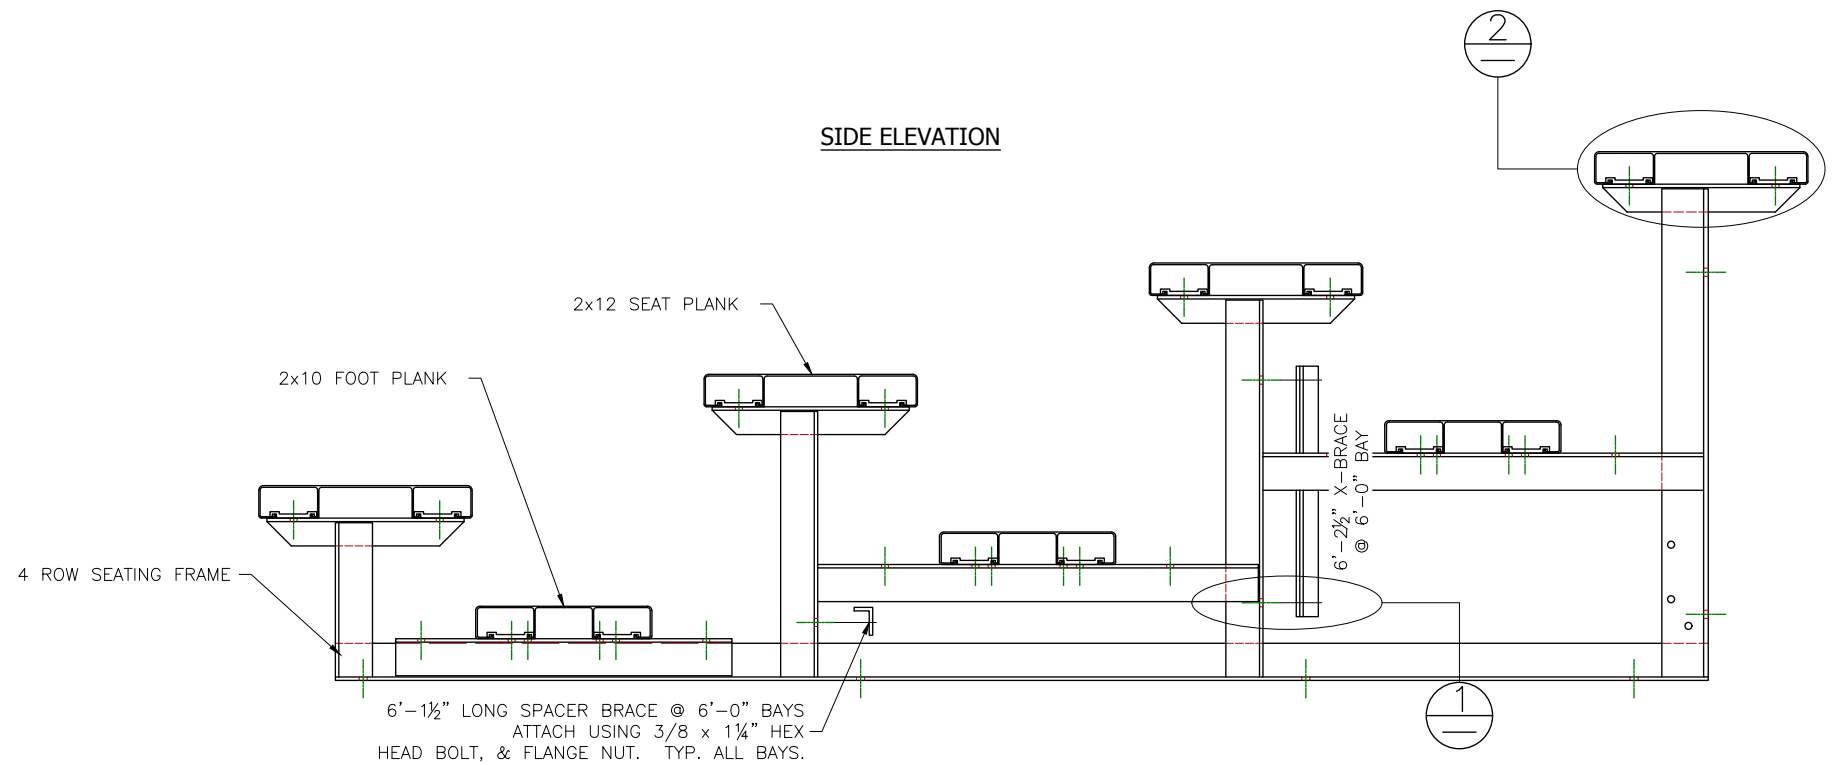 2
SIDE ELEVATION
2x12 SEAT PLANK
2x10 FOOT PLANK
6'-2½" X-BRACE
@ 6'-0" BAY
4 ROW SEATING FRAME
6'-1½" LONG SPACER BRACE @ 6'-0" BAYS
ATTACH USING 3/8 x 1¼" HEX
HEAD BOLT, & FLANGE NUT. TYP. ALL BAYS.
1